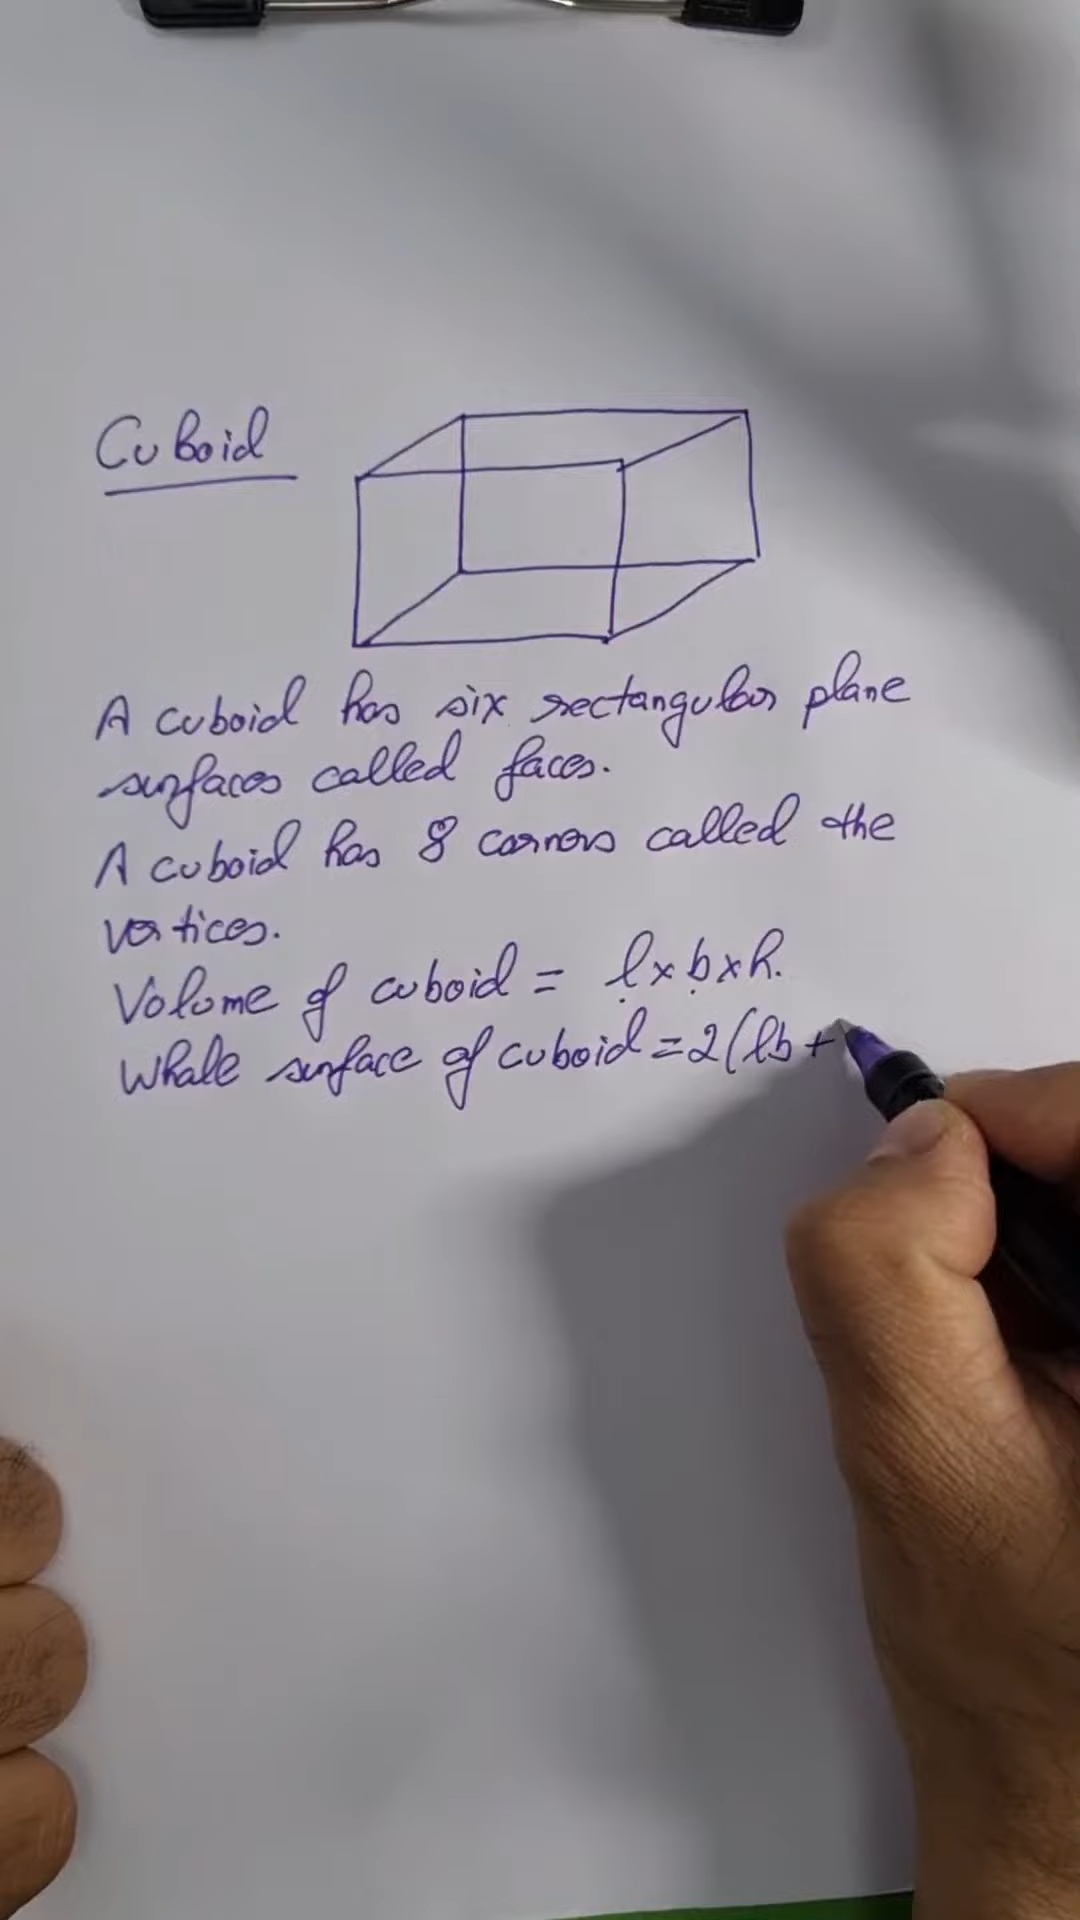 Cuboid
A cuboid has six rectangular plane
surfaces called faces.
A cuboid has 8 corners called the
vertices.
Volume of cuboid = l×b×h.
Whole surface of cuboid = 2(lb +